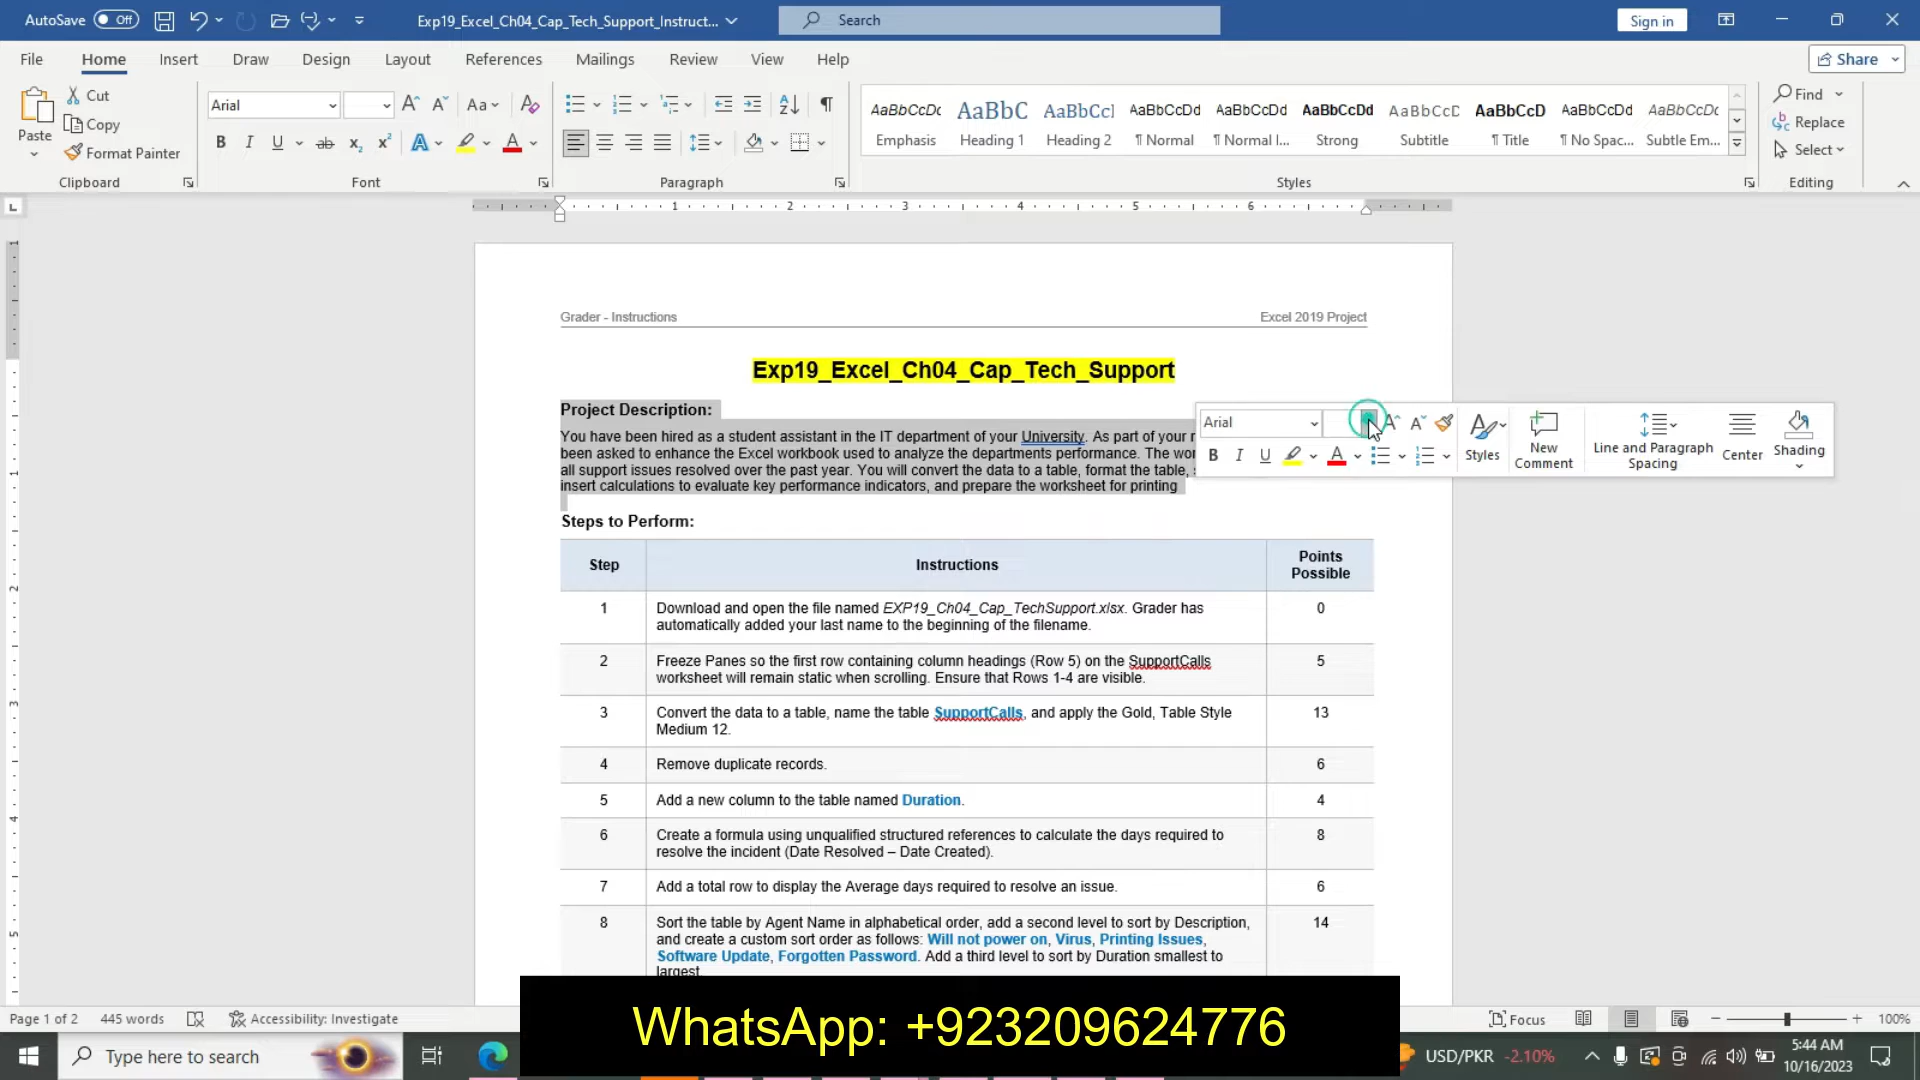 AutoSave Off Exp19_Excel_Ch04_Cap_Tech_Support_Instruct... Search Sign in
File Home Insert Draw Design Layout References Mailings Review View Help Share
Paste Cut Copy Format Painter
Arial
Aa
B I U ab x₂ x² A A
AaBbCcDc AaBbC AaBbCcI AaBbCcDd AaBbCcDd AaBbCcDd AaBbCcD AaBbCcD AaBbCcDd AaBbCcDc
Emphasis Heading 1 Heading 2 ¶ Normal ¶ Normal I... Strong Subtitle ¶ Title ¶ No Spac... Subtle Em...
Find
Replace
Select
Clipboard Font Paragraph Styles Editing
1 2 3 4 5 6
Grader - Instructions Excel 2019 Project
Exp19_Excel_Ch04_Cap_Tech_Support
Project Description:
You have been hired as a student assistant in the IT department of your University. As part of your
been asked to enhance the Excel workbook used to analyze the departments performance. The
all support issues resolved over the past year. You will convert the data to a table, format the table,
insert calculations to evaluate key performance indicators, and prepare the worksheet for printing
Arial
B I U A
Styles
New Comment
Line and Paragraph Spacing
Center
Shading
Steps to Perform:
Step Instructions Points Possible
1 Download and open the file named EXP19_Ch04_Cap_TechSupport.xlsx. Grader has 0
automatically added your last name to the beginning of the filename.
2 Freeze Panes so the first row containing column headings (Row 5) on the SupportCalls 5
worksheet will remain static when scrolling. Ensure that Rows 1-4 are visible.
3 Convert the data to a table, name the table SupportCalls, and apply the Gold, Table Style 13
Medium 12.
4 Remove duplicate records. 6
5 Add a new column to the table named Duration. 4
6 Create a formula using unqualified structured references to calculate the days required to 8
resolve the incident (Date Resolved – Date Created).
7 Add a total row to display the Average days required to resolve an issue. 6
8 Sort the table by Agent Name in alphabetical order, add a second level to sort by Description, 14
and create a custom sort order as follows: Will not power on, Virus, Printing Issues,
Software Update, Forgotten Password. Add a third level to sort by Duration smallest to
largest
WhatsApp: +923209624776
Page 1 of 2 445 words Accessibility: Investigate Focus 100%
Type here to search USD/PKR -2.10% 5:44 AM
10/16/2023